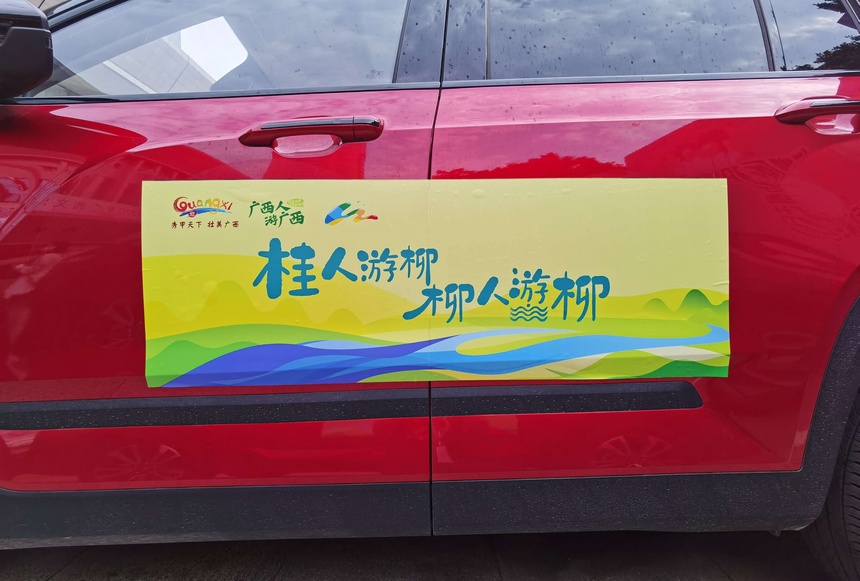 Guangxi
秀甲天下 壮美广西
广西人
游广西
桂人游柳
柳人游柳